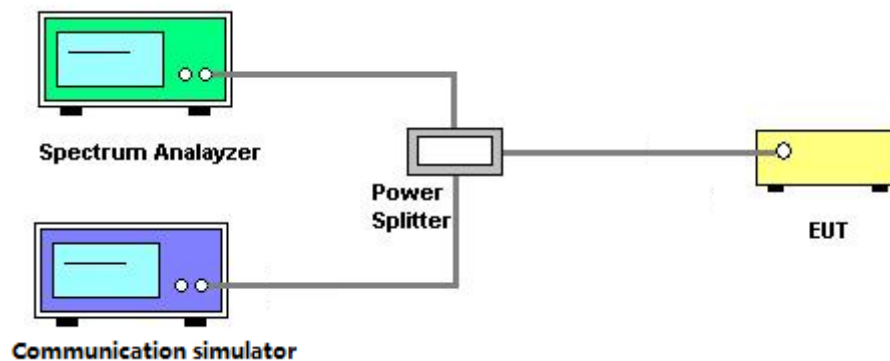 Spectrum Analayzer
Power
Splitter
EUT
Communication simulator